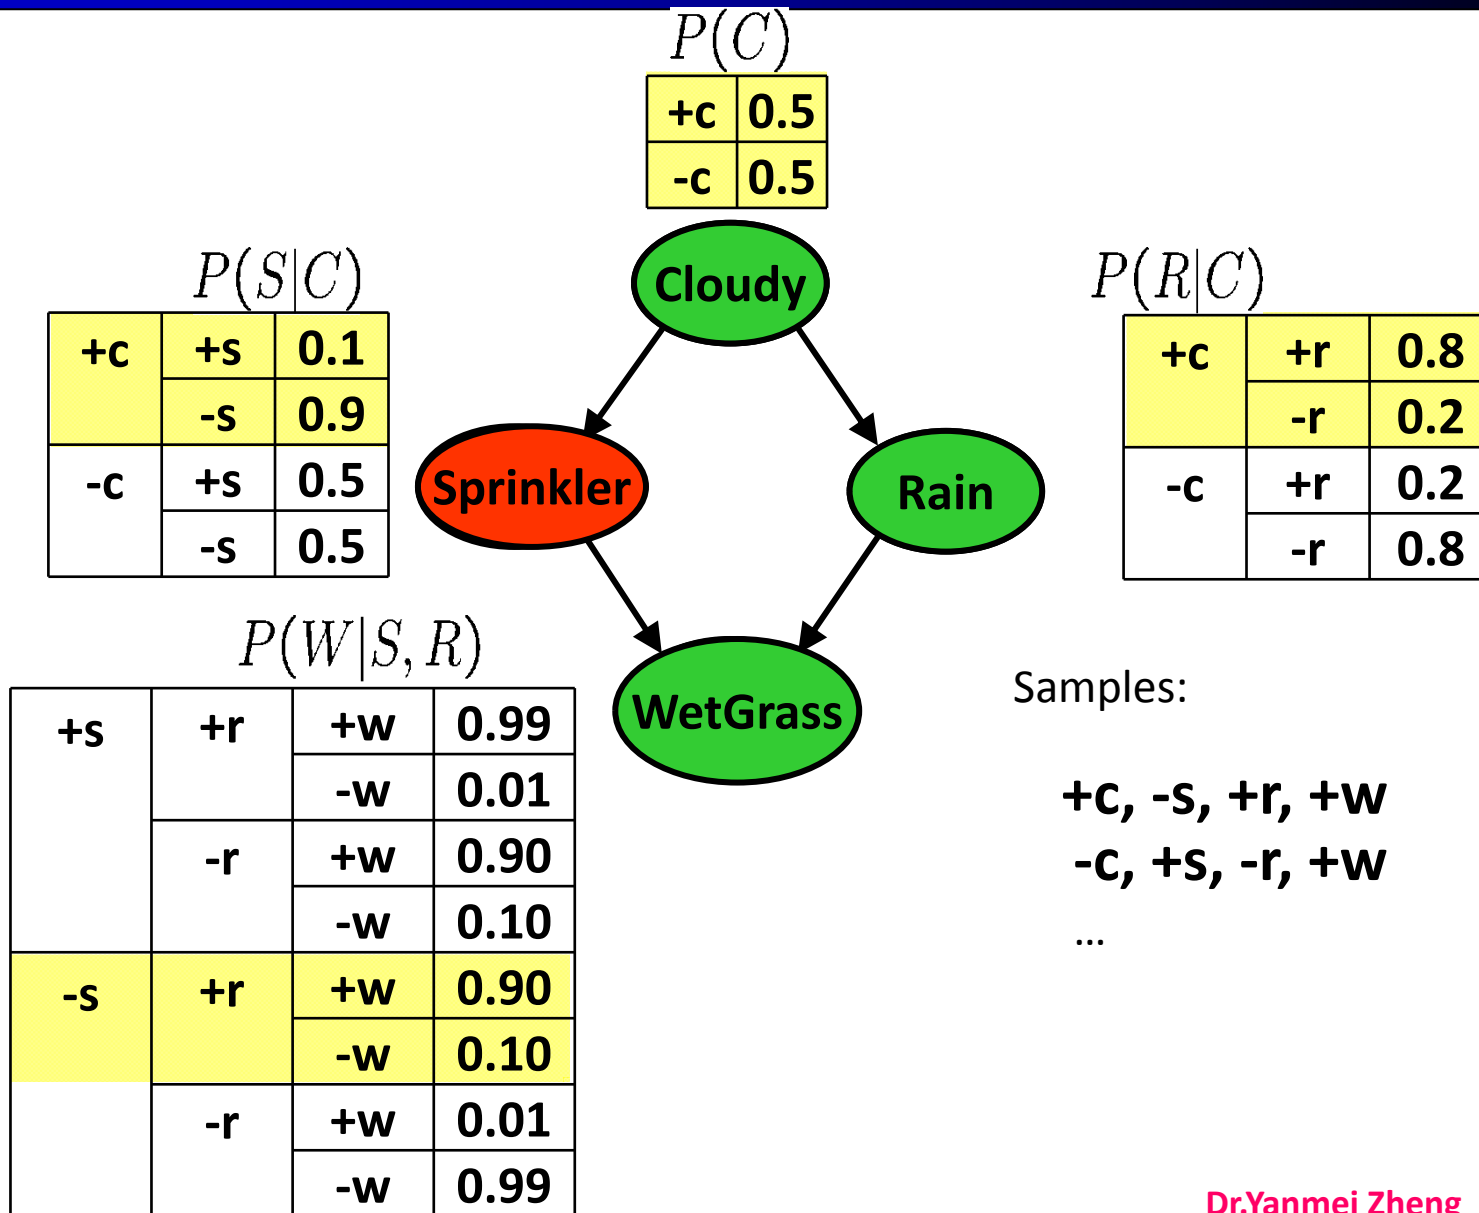 P(C)
+c 0.5
-c 0.5
Cloudy
P(S|C)
+c +s 0.1
-s 0.9
-c +s 0.5
-s 0.5
P(R|C)
+c +r 0.8
-r 0.2
-c +r 0.2
-r 0.8
Sprinkler
Rain
P(W|S, R)
+s +r +w 0.99
-w 0.01
-r +w 0.90
-w 0.10
-s +r +w 0.90
-w 0.10
-r +w 0.01
-w 0.99
WetGrass
Samples:
+c, -s, +r, +w
-c, +s, -r, +w
...
Dr.Yanmei Zheng